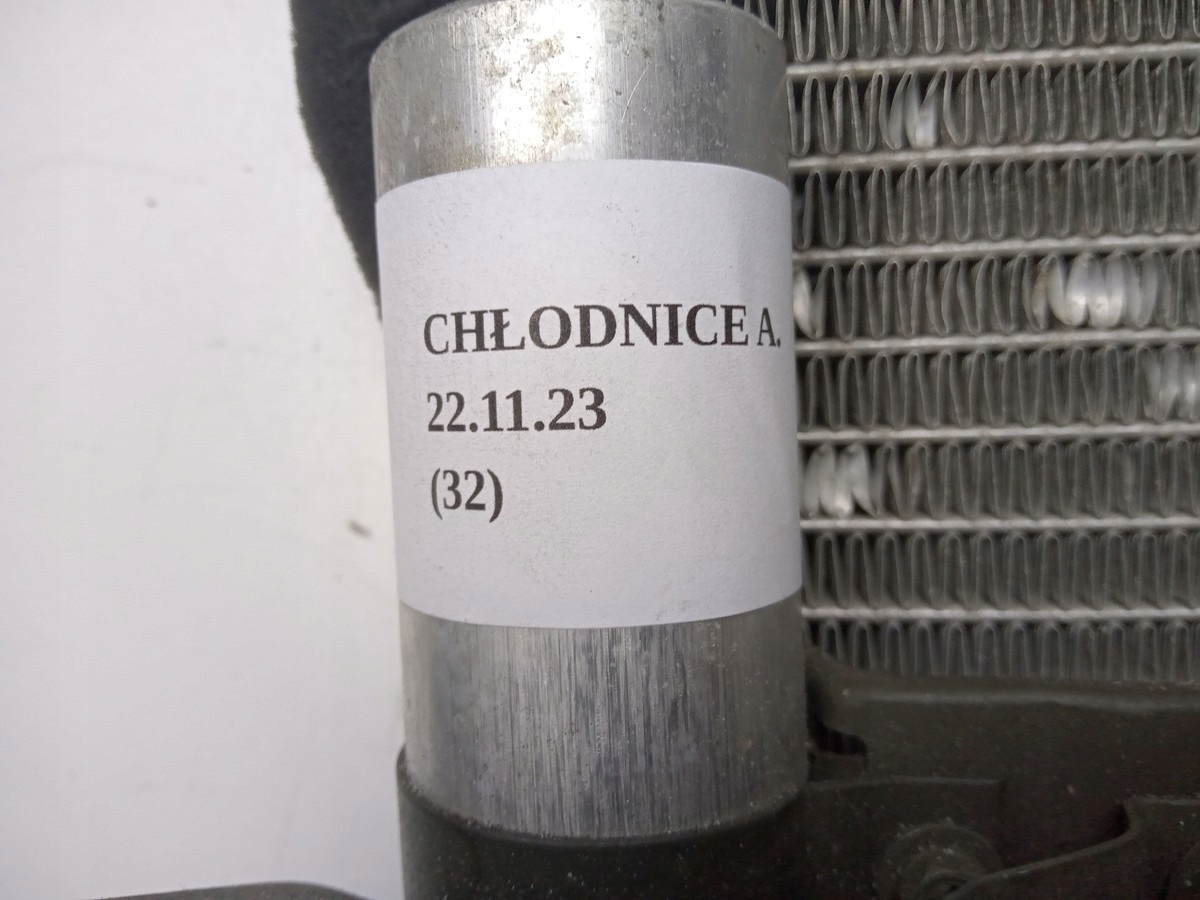 CHŁODNICE A.
22.11.23
(32)